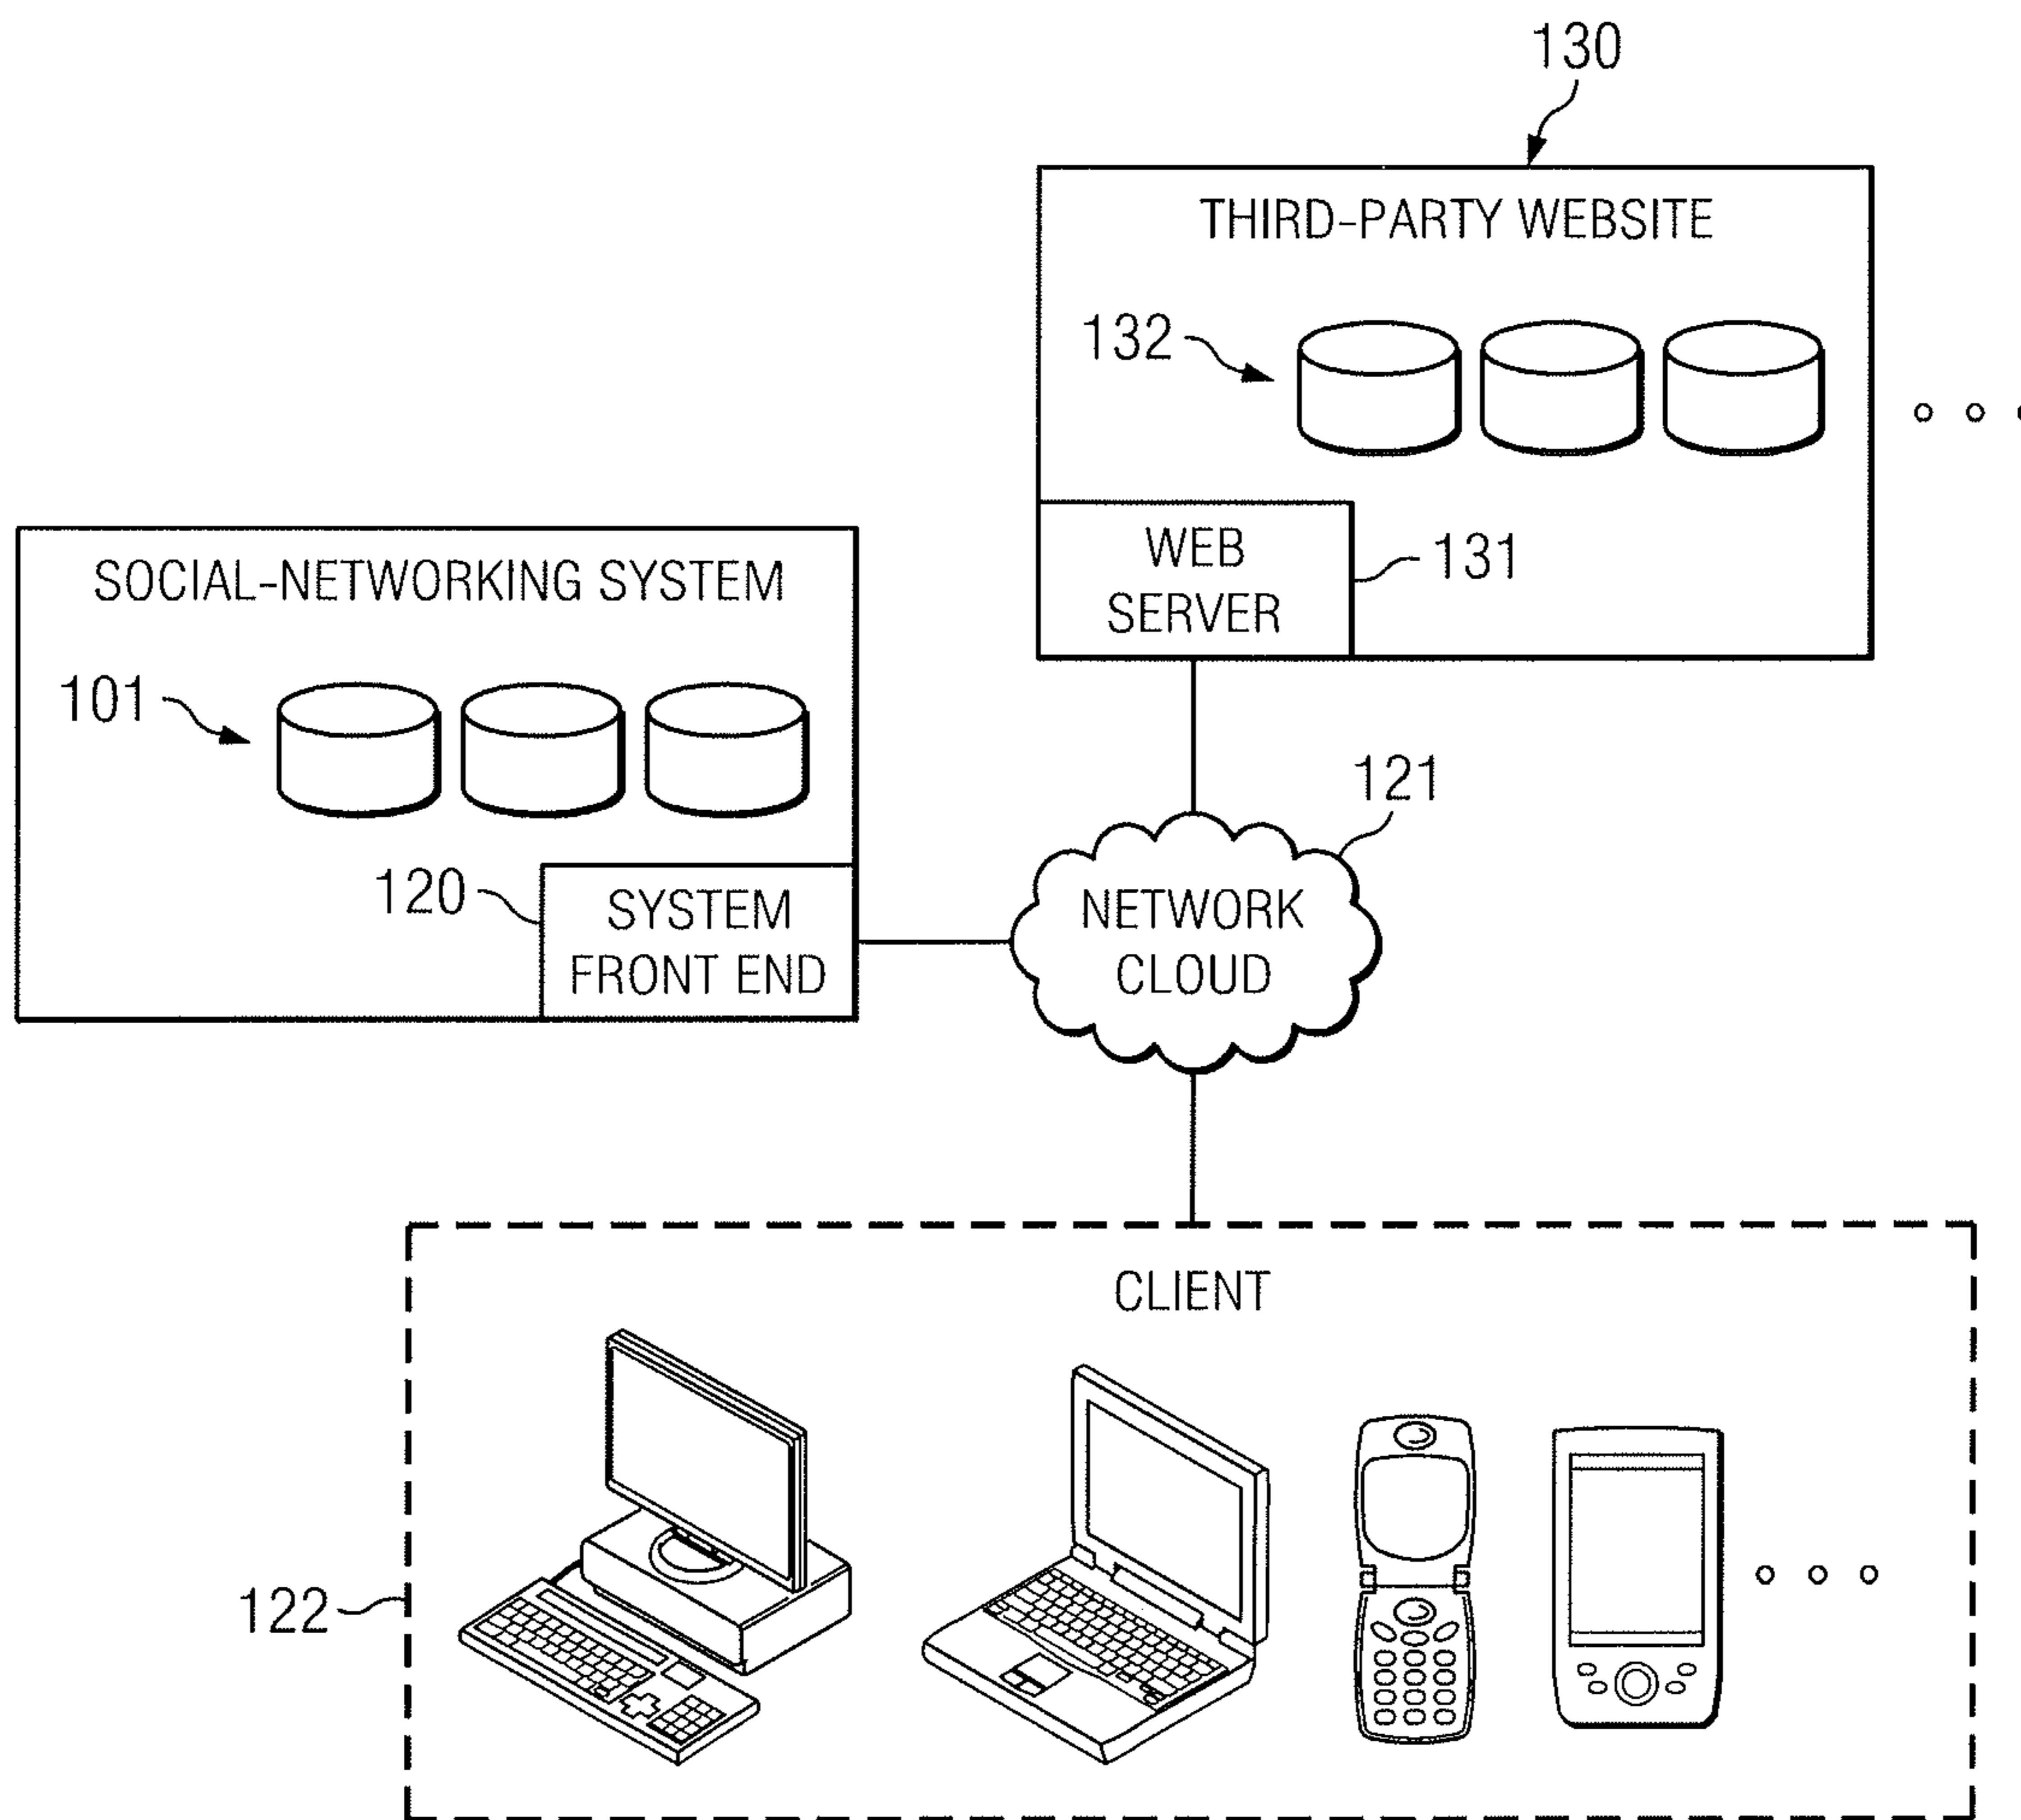 130
THIRD-PARTY WEBSITE
132
WEB
SERVER
131
SOCIAL-NETWORKING SYSTEM
101
120
SYSTEM
FRONT END
121
NETWORK
CLOUD
CLIENT
122